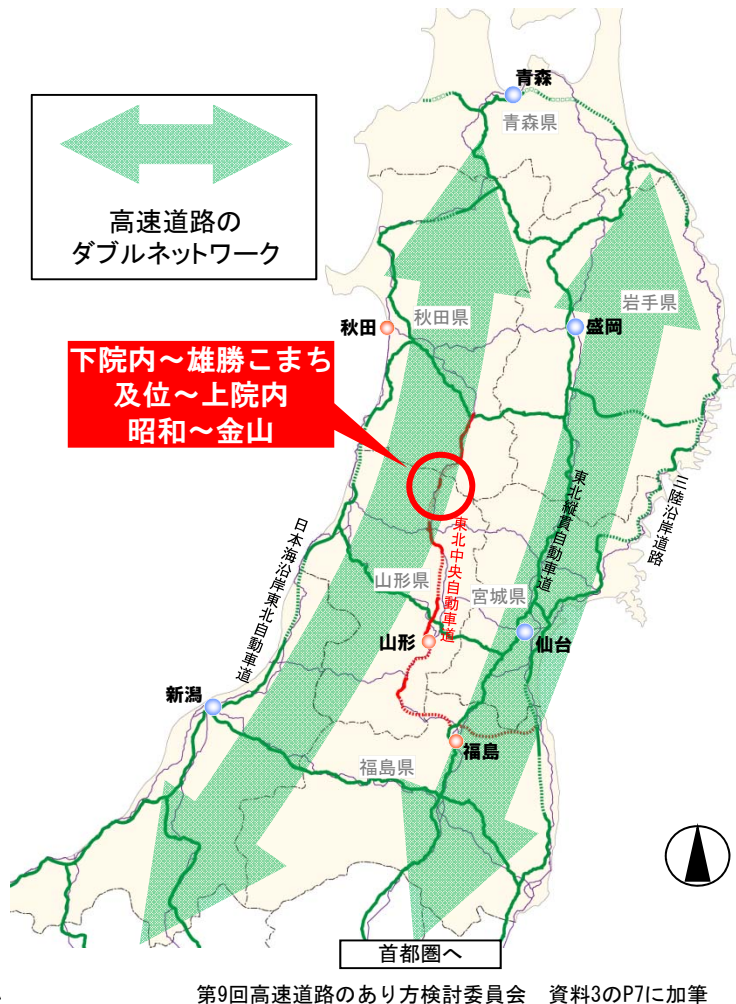 青森
青森県
高速道路の
ダブルネットワーク
秋田
秋田県
盛岡
岩手県
下院内～雄勝こまち
及位～上院内
昭和～金山
日本海沿岸東北自動車道
東北中央自動車道
東北縦貫自動車道
三陸沿岸道路
山形県
宮城県
山形
仙台
新潟
福島
福島県
首都圏へ
第9回高速道路のあり方検討委員会　資料3のP7に加筆